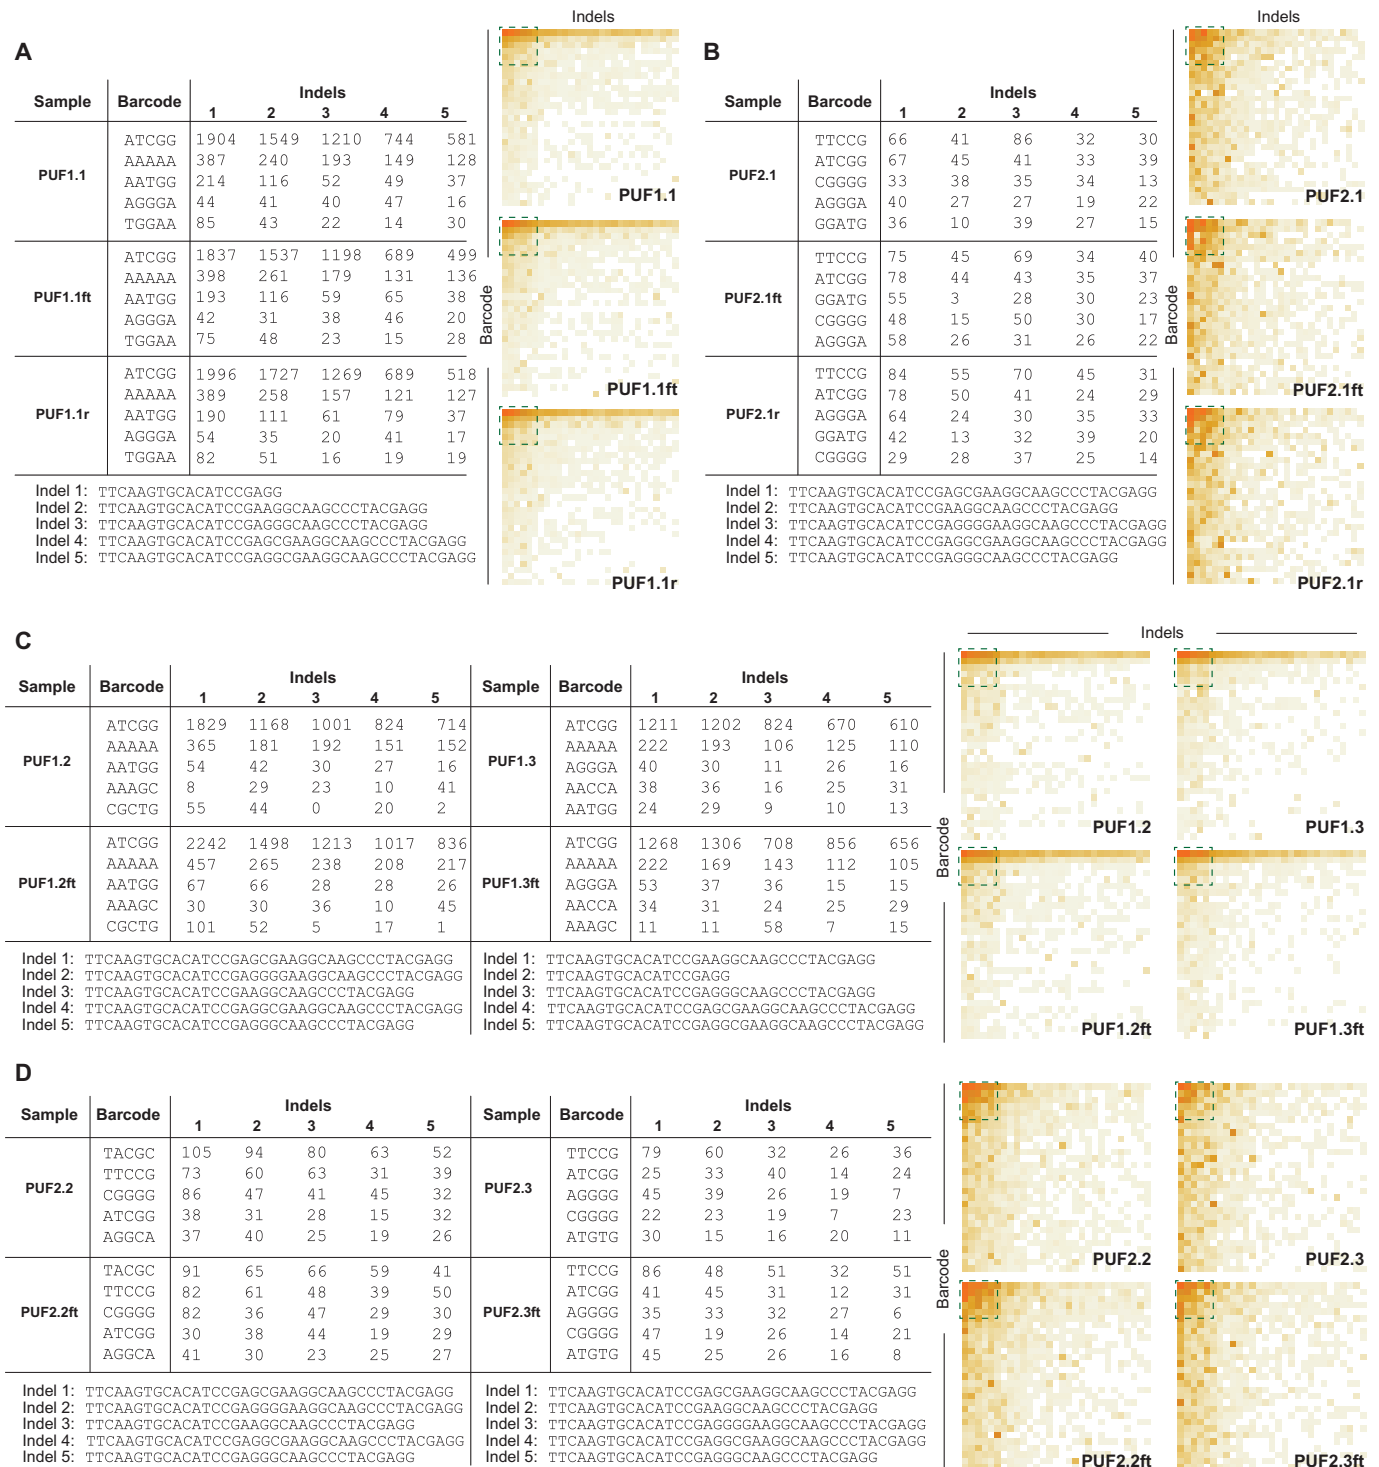 A
Sample Barcode Indels
1 2 3 4 5
PUF1.1
ATCGG 1904 1549 1210 744 581
AAAAA 387 240 193 149 128
AATGG 214 116 52 49 37
AGGGA 44 41 40 47 16
TGGAA 85 43 22 14 30
PUF1.1ft
ATCGG 1837 1537 1198 689 499
AAAAA 398 261 179 131 136
AATGG 193 116 59 65 38
AGGGA 42 31 38 46 20
TGGAA 75 48 23 15 28
PUF1.1r
ATCGG 1996 1727 1269 689 518
AAAAA 389 258 157 121 127
AATGG 190 111 61 79 37
AGGGA 54 35 20 41 17
TGGAA 82 51 16 19 19
Indel 1: TTCAAGTGCACATCCGAGG
Indel 2: TTCAAGTGCACATCCGAAGGCAAGCCCTACGAGG
Indel 3: TTCAAGTGCACATCCGAGGGCAAGCCCTACGAGG
Indel 4: TTCAAGTGCACATCCGAGCGAAGGCAAGCCCTACGAGG
Indel 5: TTCAAGTGCACATCCGAGGCGAAGGCAAGCCCTACGAGG
Indels
Barcode
PUF1.1
PUF1.1ft
PUF1.1r
B
Sample Barcode Indels
1 2 3 4 5
PUF2.1
TTCCG 66 41 86 32 30
ATCGG 67 45 41 33 39
CGGGG 33 38 35 34 13
AGGGA 40 27 27 19 22
GGATG 36 10 39 27 15
PUF2.1ft
TTCCG 75 45 69 34 40
ATCGG 78 44 43 35 37
GGATG 55 3 28 30 23
CGGGG 48 15 50 30 17
AGGGA 58 26 31 26 22
PUF2.1r
TTCCG 84 55 70 45 31
ATCGG 78 50 41 24 29
AGGGA 64 24 30 35 33
GGATG 42 13 32 39 20
CGGGG 29 28 37 25 14
Indel 1: TTCAAGTGCACATCCGAGCGAAGGCAAGCCCTACGAGG
Indel 2: TTCAAGTGCACATCCGAAGGCAAGCCCTACGAGG
Indel 3: TTCAAGTGCACATCCGAGGGGAAGGCAAGCCCTACGAGG
Indel 4: TTCAAGTGCACATCCGAGGCGAAGGCAAGCCCTACGAGG
Indel 5: TTCAAGTGCACATCCGAGGGCAAGCCCTACGAGG
Indels
Barcode
PUF2.1
PUF2.1ft
PUF2.1r
C
Sample Barcode Indels
1 2 3 4 5
PUF1.2
ATCGG 1829 1168 1001 824 714
AAAAA 365 181 192 151 152
AATGG 54 42 30 27 16
AAAGC 8 29 23 10 41
CGCTG 55 44 0 20 2
PUF1.2ft
ATCGG 2242 1498 1213 1017 836
AAAAA 457 265 238 208 217
AATGG 67 66 28 28 26
AAAGC 30 30 36 10 45
CGCTG 101 52 5 17 1
Indel 1: TTCAAGTGCACATCCGAGCGAAGGCAAGCCCTACGAGG
Indel 2: TTCAAGTGCACATCCGAGGGGAAGGCAAGCCCTACGAGG
Indel 3: TTCAAGTGCACATCCGAAGGCAAGCCCTACGAGG
Indel 4: TTCAAGTGCACATCCGAGGCGAAGGCAAGCCCTACGAGG
Indel 5: TTCAAGTGCACATCCGAGGGCAAGCCCTACGAGG
Sample Barcode Indels
1 2 3 4 5
PUF1.3
ATCGG 1211 1202 824 670 610
AAAAA 222 193 106 125 110
AGGGA 40 30 11 26 16
AACCA 38 36 16 25 31
AATGG 24 29 9 10 13
PUF1.3ft
ATCGG 1268 1306 708 856 656
AAAAA 222 169 143 112 105
AGGGA 53 37 36 15 15
AACCA 34 31 24 25 29
AAAGC 11 11 58 7 15
Indel 1: TTCAAGTGCACATCCGAAGGCAAGCCCTACGAGG
Indel 2: TTCAAGTGCACATCCGAGG
Indel 3: TTCAAGTGCACATCCGAGGGCAAGCCCTACGAGG
Indel 4: TTCAAGTGCACATCCGAGCGAAGGCAAGCCCTACGAGG
Indel 5: TTCAAGTGCACATCCGAGGCGAAGGCAAGCCCTACGAGG
Indels
Barcode
PUF1.2 PUF1.3
PUF1.2ft PUF1.3ft
D
Sample Barcode Indels
1 2 3 4 5
PUF2.2
TACGC 105 94 80 63 52
TTCCG 73 60 63 31 39
CGGGG 86 47 41 45 32
ATCGG 38 31 28 15 32
AGGCA 37 40 25 19 26
PUF2.2ft
TACGC 91 65 66 59 41
TTCCG 82 61 48 39 50
CGGGG 82 36 47 29 30
ATCGG 30 38 44 19 29
AGGCA 41 30 23 25 27
Indel 1: TTCAAGTGCACATCCGAGCGAAGGCAAGCCCTACGAGG
Indel 2: TTCAAGTGCACATCCGAGGGGAAGGCAAGCCCTACGAGG
Indel 3: TTCAAGTGCACATCCGAAGGCAAGCCCTACGAGG
Indel 4: TTCAAGTGCACATCCGAGGCGAAGGCAAGCCCTACGAGG
Indel 5: TTCAAGTGCACATCCGAGGGCAAGCCCTACGAGG
Sample Barcode Indels
1 2 3 4 5
PUF2.3
TTCCG 79 60 32 26 36
ATCGG 25 33 40 14 24
AGGGG 45 39 26 19 7
CGGGG 22 23 19 7 23
ATGTG 30 15 16 20 11
PUF2.3ft
TTCCG 86 48 51 32 51
ATCGG 41 45 31 12 31
AGGGG 35 33 32 27 6
CGGGG 47 19 26 14 21
ATGTG 45 25 26 16 8
Indel 1: TTCAAGTGCACATCCGAGCGAAGGCAAGCCCTACGAGG
Indel 2: TTCAAGTGCACATCCGAAGGCAAGCCCTACGAGG
Indel 3: TTCAAGTGCACATCCGAGGGGAAGGCAAGCCCTACGAGG
Indel 4: TTCAAGTGCACATCCGAGGCGAAGGCAAGCCCTACGAGG
Indel 5: TTCAAGTGCACATCCGAGGGCAAGCCCTACGAGG
Barcode
PUF2.2 PUF2.3
PUF2.2ft PUF2.3ft